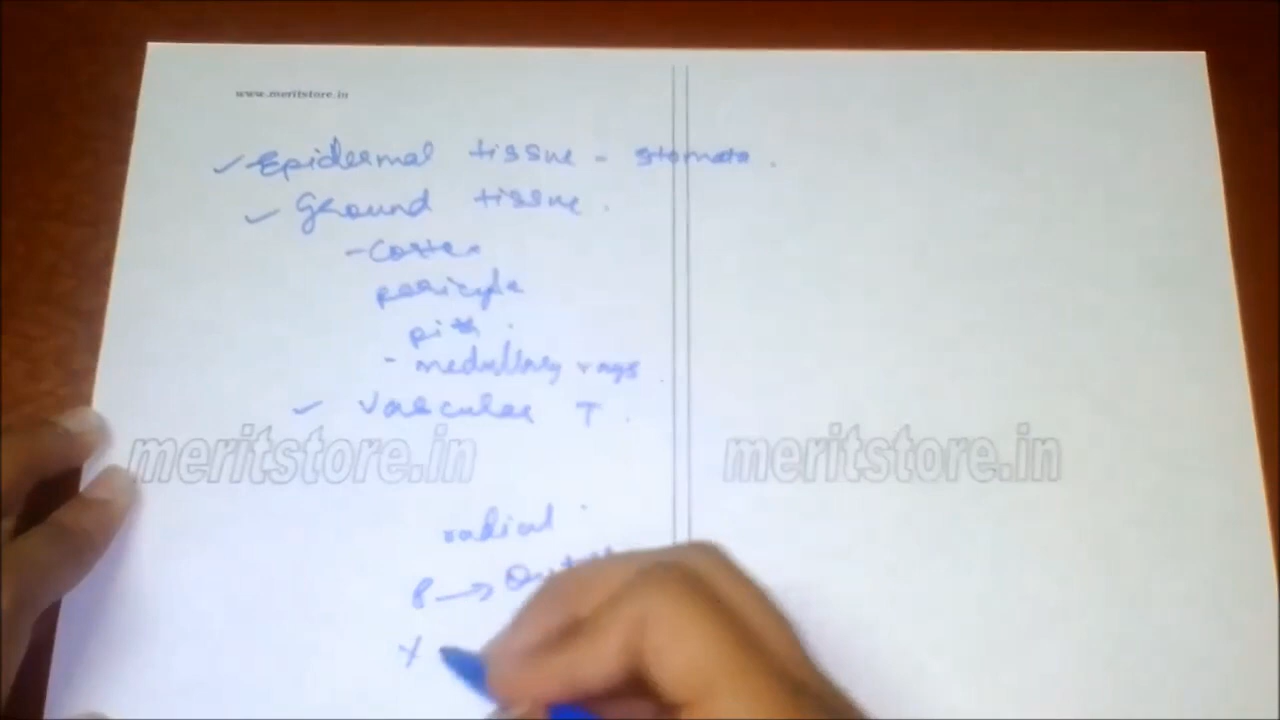 www.meritstore.in
Epidermal tissue - stomata.
Ground tissue.
- Cortex
pericycle
pith.
- medullary rays
Vascular T.
meritstore.in meritstore.in
radial
P →
X